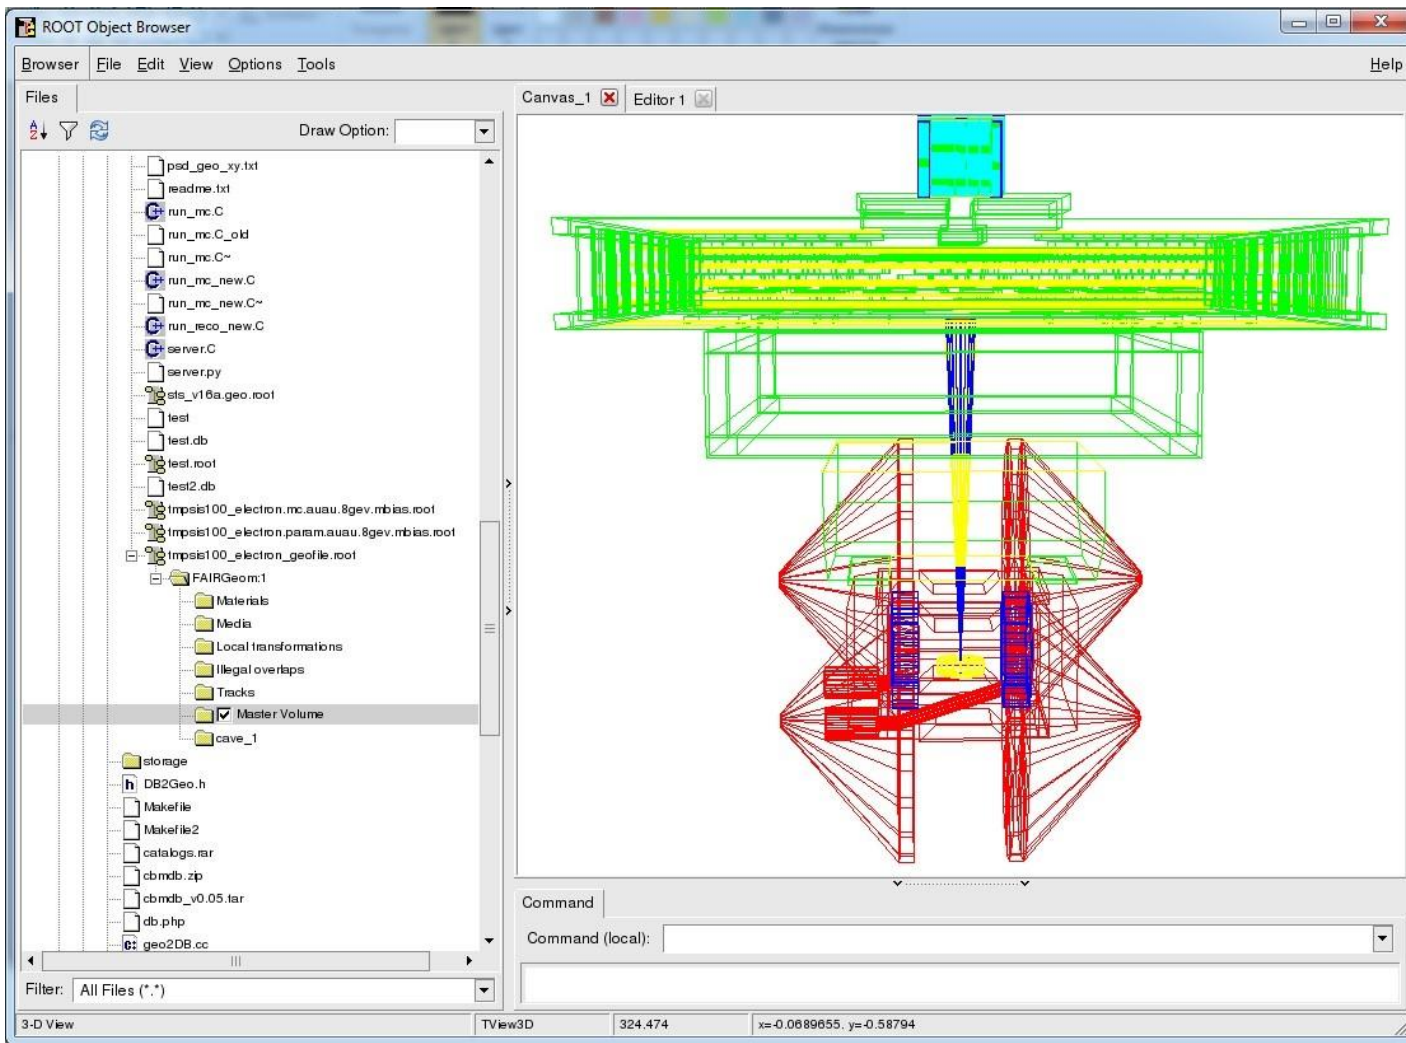 ROOT Object Browser
Browser File Edit View Options Tools Help
Files
Draw Option:
psd_geo_xy.txt
readme.txt
run_mc.C
run_mc.C_old
run_mc.C~
run_mc_new.C
run_mc_new.C~
run_reco_new.C
server.C
server.py
sts_v16a.geo.root
test
test.db
test.root
test2.db
tmpsis100_electron.mc.auau.8gev.mbias.root
tmpsis100_electron.param.auau.8gev.mbias.root
tmpsis100_electron_geofile.root
FAIRGeom:1
Materials
Media
Local transformations
Illegal overlaps
Tracks
Master Volume
cave_1
storage
DB2Geo.h
Makefile
Makefile2
catalogs.rar
cbmdb.zip
cbmdb_v0.05.tar
db.php
geo2DB.cc
Filter: All Files (*.*)
Canvas_1 Editor 1
Command
Command (local):
3-D View TView3D 324.474 x=-0.0689655, y=-0.58794